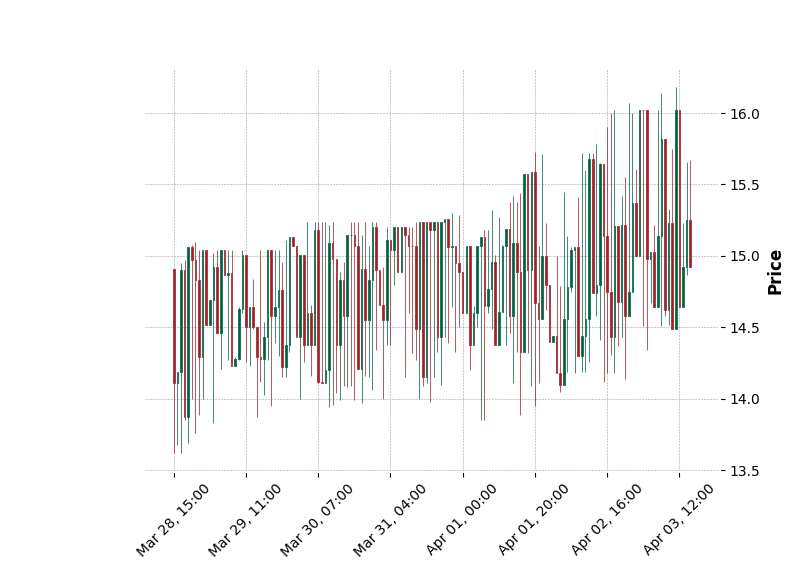 16.0
15.5
15.0
14.5
14.0
13.5
Price
Mar 28, 15:00
Mar 29, 11:00
Mar 30, 07:00
Mar 31, 04:00
Apr 01, 00:00
Apr 01, 20:00
Apr 02, 16:00
Apr 03, 12:00